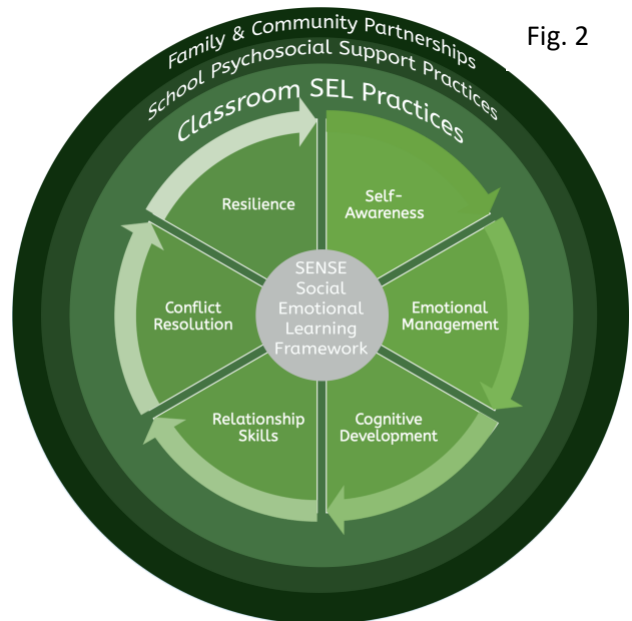 Fig. 2
Family & Community Partnerships
School Psychosocial Support Practices
Classroom SEL Practices
Resilience
Self-
Awareness
Conflict
Resolution
SENSE
Social
Emotional
Learning
Framework
Emotional
Management
Relationship
Skills
Cognitive
Development